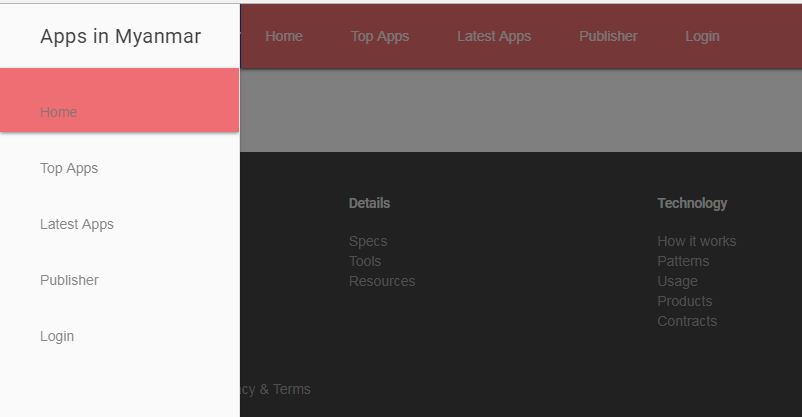 Apps in Myanmar
Home
Top Apps
Latest Apps
Publisher
Login
Home Top Apps Latest Apps Publisher Login
Details
Specs
Tools
Resources
Technology
How it works
Patterns
Usage
Products
Contracts
& Terms